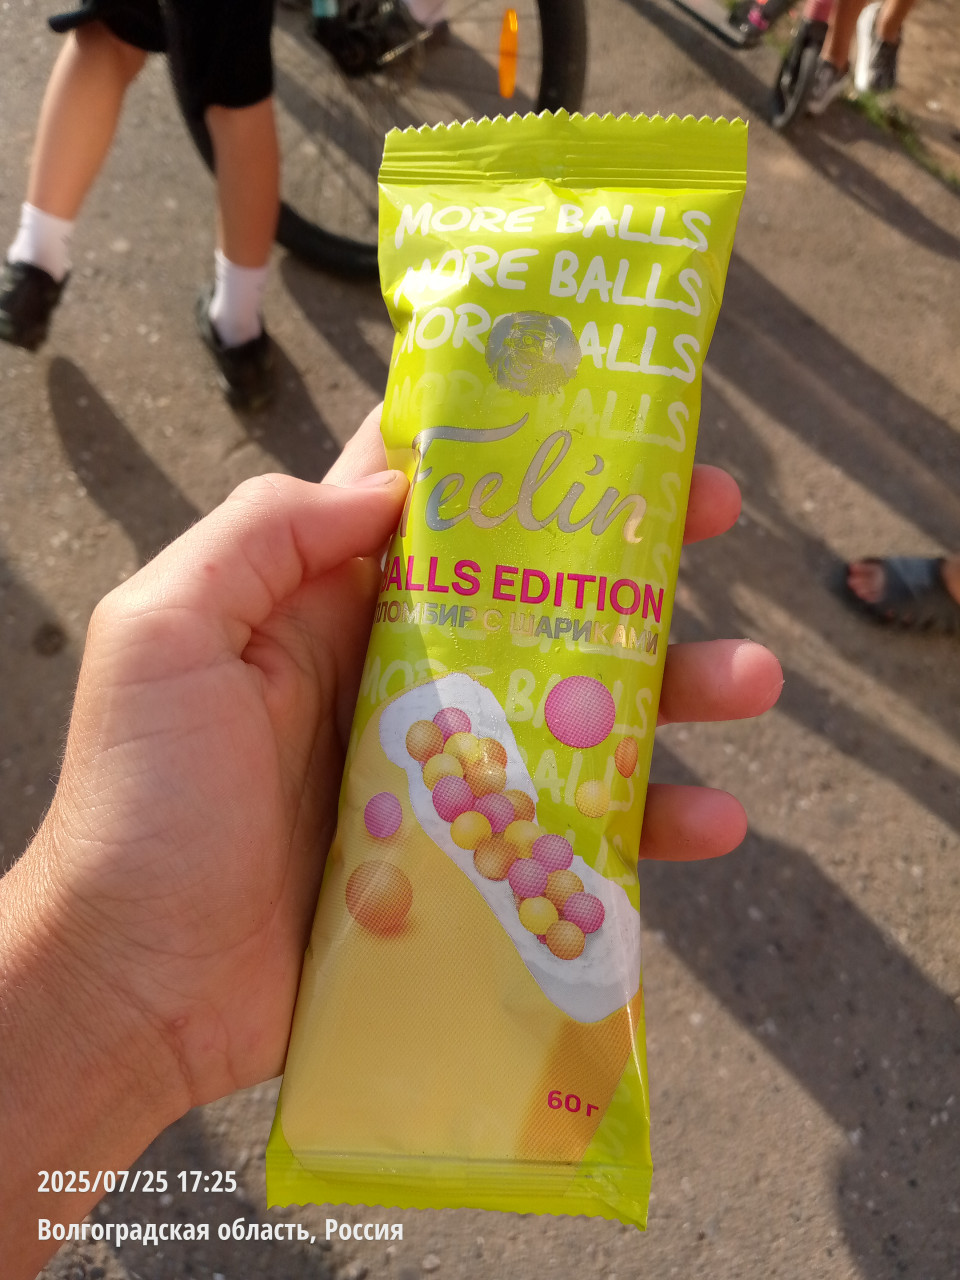 MORE BALLS
MORE BALLS
MORE BALLS
MORE BALLS
Feelin
BALLS EDITION
ПЛОМБИР С ШАРИКАМИ
MORE BALLS
BALLS
60 г
2025/07/25 17:25
Волгоградская область, Россия